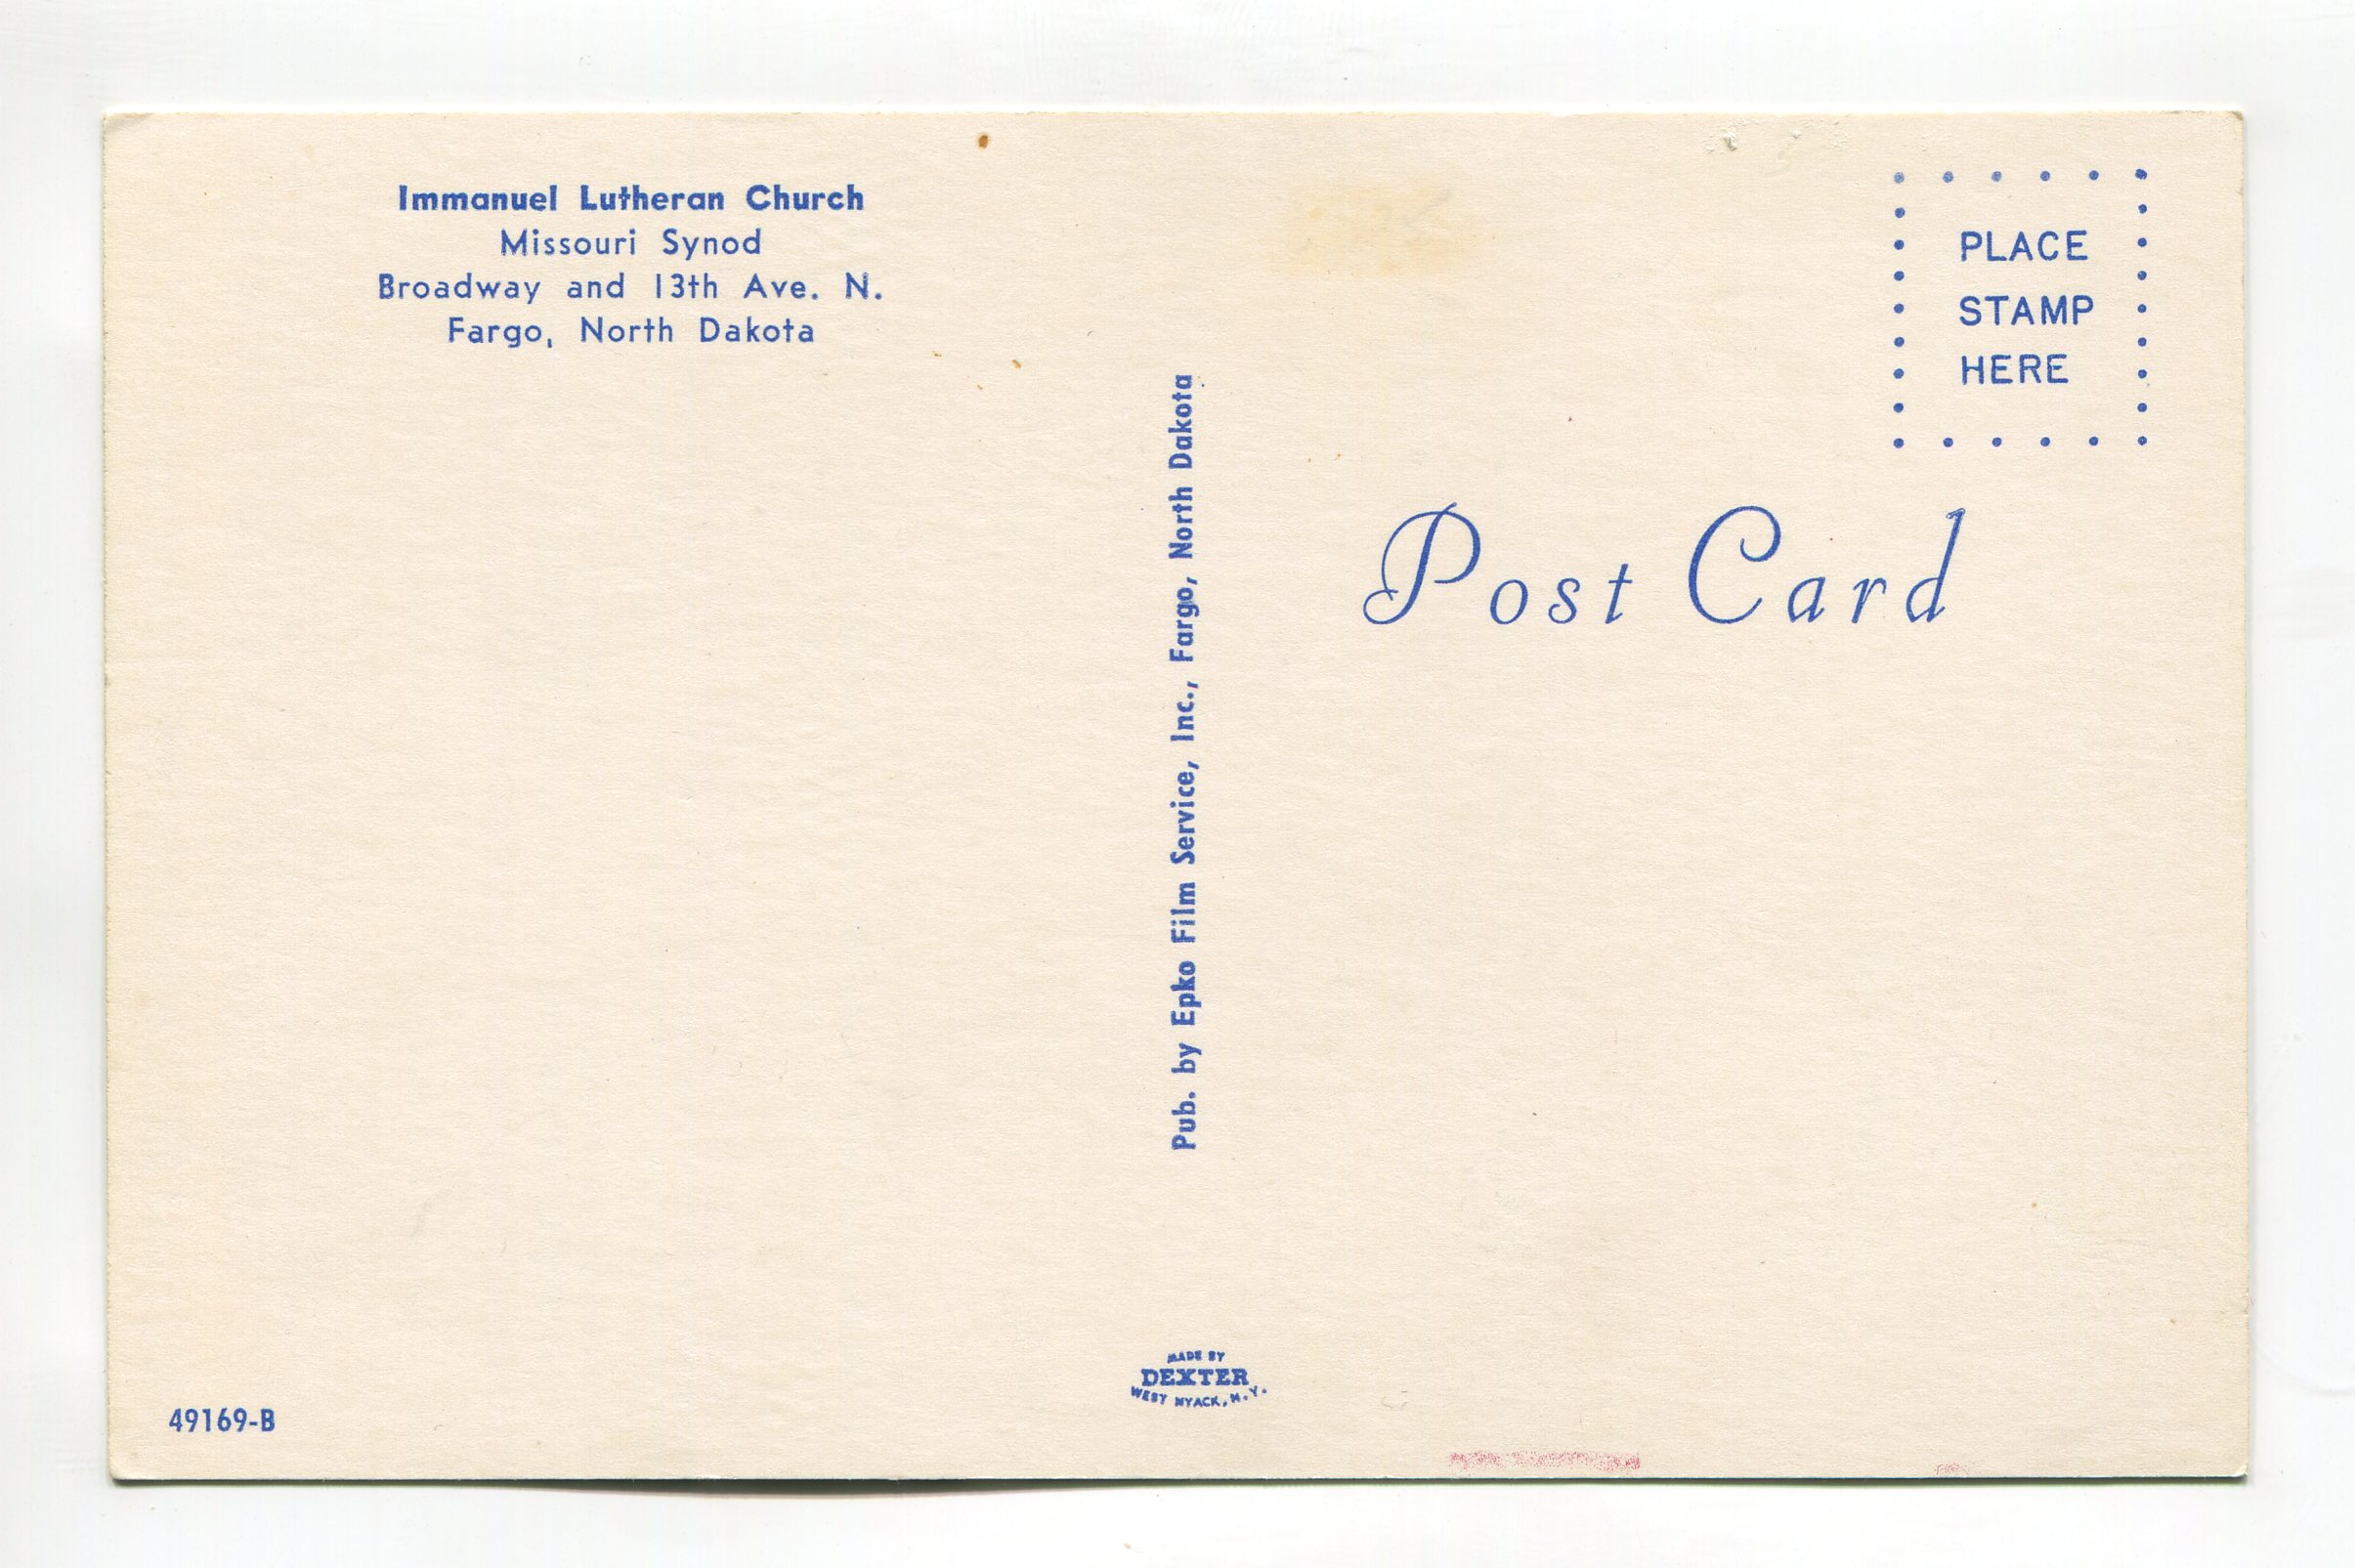 Immanuel Lutheran Church
Missouri Synod
Broadway and 13th Ave. N.
Fargo, North Dakota
Pub. by Epko Film Service, Inc., Fargo, North Dakota
PLACE
STAMP
HERE
Post Card
MADE BY
DEXTER
WEST NYACK, N.Y.
49169-B